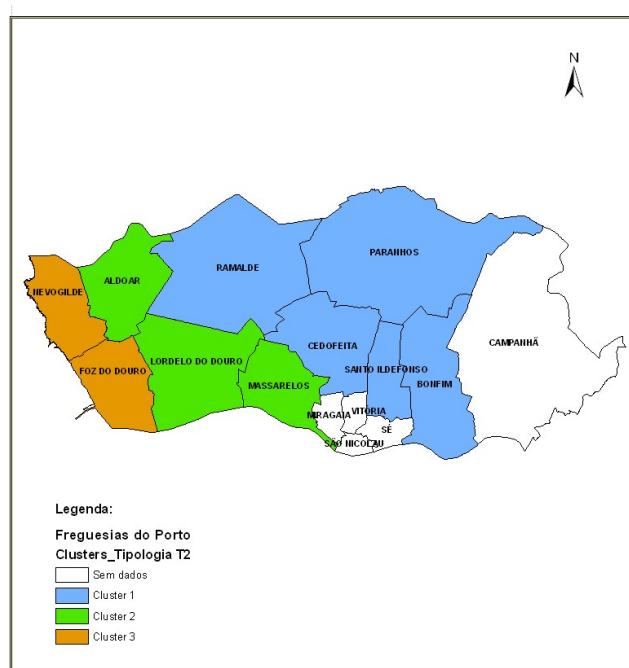 N
PARANHOS
RAMALDE
ALDOAR
NEVOGILDE
CAMPANHÃ
CEDOFEITA
LORDELO DO DOURO
FOZ DO DOURO
SANTO ILDEFONSO
MASSARELOS
BONFIM
VITÓRIA
MIRAGAIA
SÉ
SÃO NICOLAU
Legenda:
Freguesias do Porto
Clusters_Tipologia T2
Sem dados
Cluster 1
Cluster 2
Cluster 3